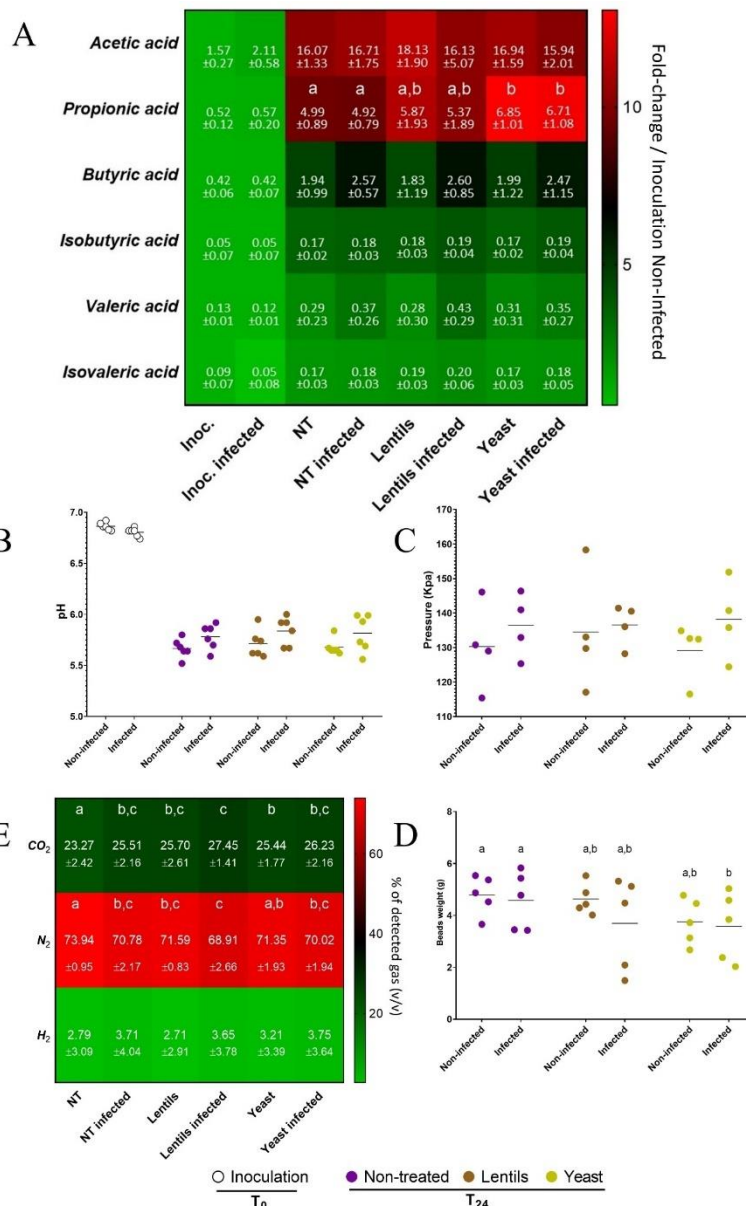 A
Acetic acid 1.57 2.11 16.07 16.71 18.13 16.13 16.94 15.94
±0.27 ±0.58 ±1.33 ±1.75 ±1.90 ±5.07 ±1.59 ±2.01
a a a,b a,b b b
Propionic acid 0.52 0.57 4.99 4.92 5.87 5.37 6.85 6.71
±0.12 ±0.20 ±0.89 ±0.79 ±1.93 ±1.89 ±1.01 ±1.08
Butyric acid 0.42 0.42 1.94 2.57 1.83 2.60 1.99 2.47
±0.06 ±0.07 ±0.99 ±0.57 ±1.19 ±0.85 ±1.22 ±1.15
Isobutyric acid 0.05 0.05 0.17 0.18 0.18 0.19 0.17 0.19
±0.07 ±0.07 ±0.02 ±0.03 ±0.03 ±0.04 ±0.02 ±0.04
Valeric acid 0.13 0.12 0.29 0.37 0.28 0.43 0.31 0.35
±0.01 ±0.01 ±0.23 ±0.26 ±0.30 ±0.29 ±0.31 ±0.27
Isovaleric acid 0.09 0.05 0.17 0.18 0.19 0.20 0.17 0.18
±0.07 ±0.08 ±0.03 ±0.03 ±0.03 ±0.06 ±0.03 ±0.05
Inoc. Inoc. infected NT NT infected Lentils Lentils infected Yeast Yeast infected
10
5
Fold-change / Inoculation Non-Infected
B
7.0
6.5
6.0
5.5
5.0
pH
Non-infected Infected Non-infected Infected Non-infected Infected Non-infected Infected
C
170
160
150
140
130
120
110
Pressure (Kpa)
Non-infected Infected Non-infected Infected Non-infected Infected
E
a b,c b,c c b b,c
CO2 23.27 25.51 25.70 27.45 25.44 26.23
±2.42 ±2.16 ±2.61 ±1.41 ±1.77 ±2.16
a b,c b,c c a,b b,c
N2 73.94 70.78 71.59 68.91 71.35 70.02
±0.95 ±2.17 ±0.83 ±2.66 ±1.93 ±1.94
H2 2.79 3.71 2.71 3.65 3.21 3.75
±3.09 ±4.04 ±2.91 ±3.78 ±3.39 ±3.64
NT NT infected Lentils Lentils infected Yeast Yeast infected
60
40
20
% of detected gas (v/v)
D
8
6
4
2
0
Beads weight (g)
a a a,b a,b a,b b
Non-infected Infected Non-infected Infected Non-infected Infected
Inoculation Non-treated Lentils Yeast
T0 T24